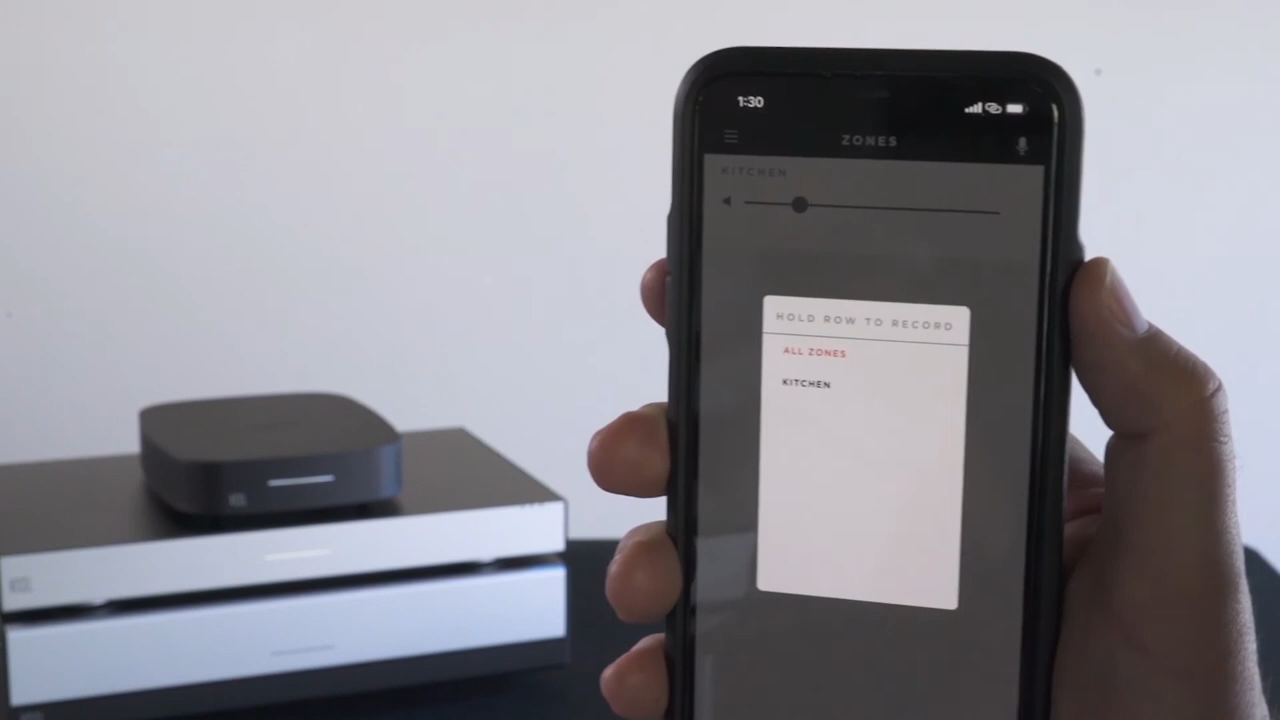 1:30
ZONES
KITCHEN
HOLD ROW TO RECORD
ALL ZONES
KITCHEN